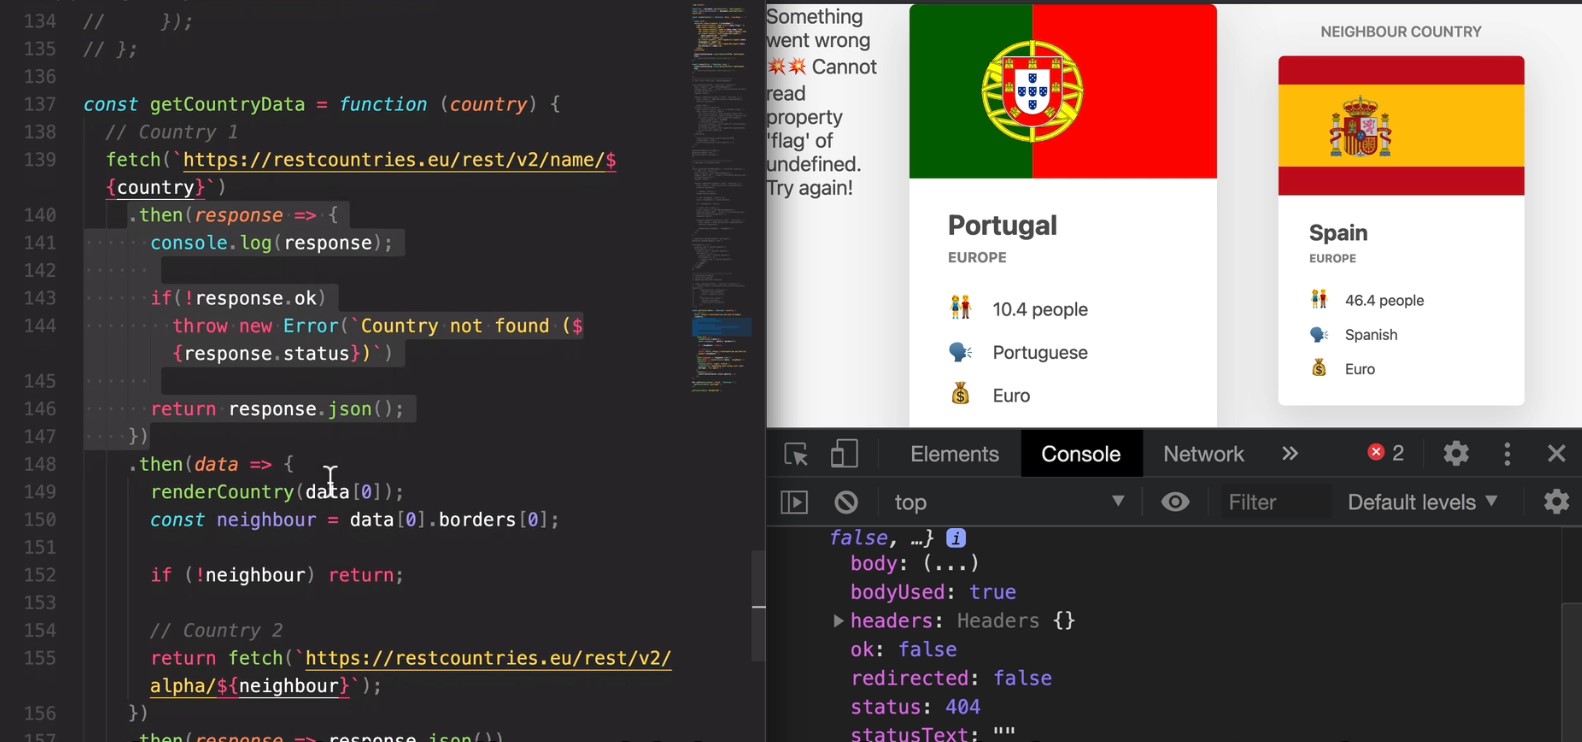 134 //     });
135 // };
136
137 const getCountryData = function (country) {
138 // Country 1
139 fetch(`https://restcountries.eu/rest/v2/name/$
{country}`)
140 .then(response => {
141 console.log(response);
142
143 if(!response.ok)
144 throw new Error(`Country not found ($
{response.status})`)
145
146 return response.json();
147 })
148 .then(data => {
149 renderCountry(data[0]);
150 const neighbour = data[0].borders[0];
151
152 if (!neighbour) return;
153
154 // Country 2
155 return fetch(`https://restcountries.eu/rest/v2/
alpha/${neighbour}`);
156 })
157 .then(response => response.json())
Something
went wrong
💥💥 Cannot
read
property
'flag' of
undefined.
Try again!
Portugal
EUROPE
👫 10.4 people
🗣️ Portuguese
💰 Euro
NEIGHBOUR COUNTRY
Spain
EUROPE
👫 46.4 people
🗣️ Spanish
💰 Euro
Elements Console Network » 2
top Filter Default levels
false, …} i
body: (...)
bodyUsed: true
headers: Headers {}
ok: false
redirected: false
status: 404
statusText: ""